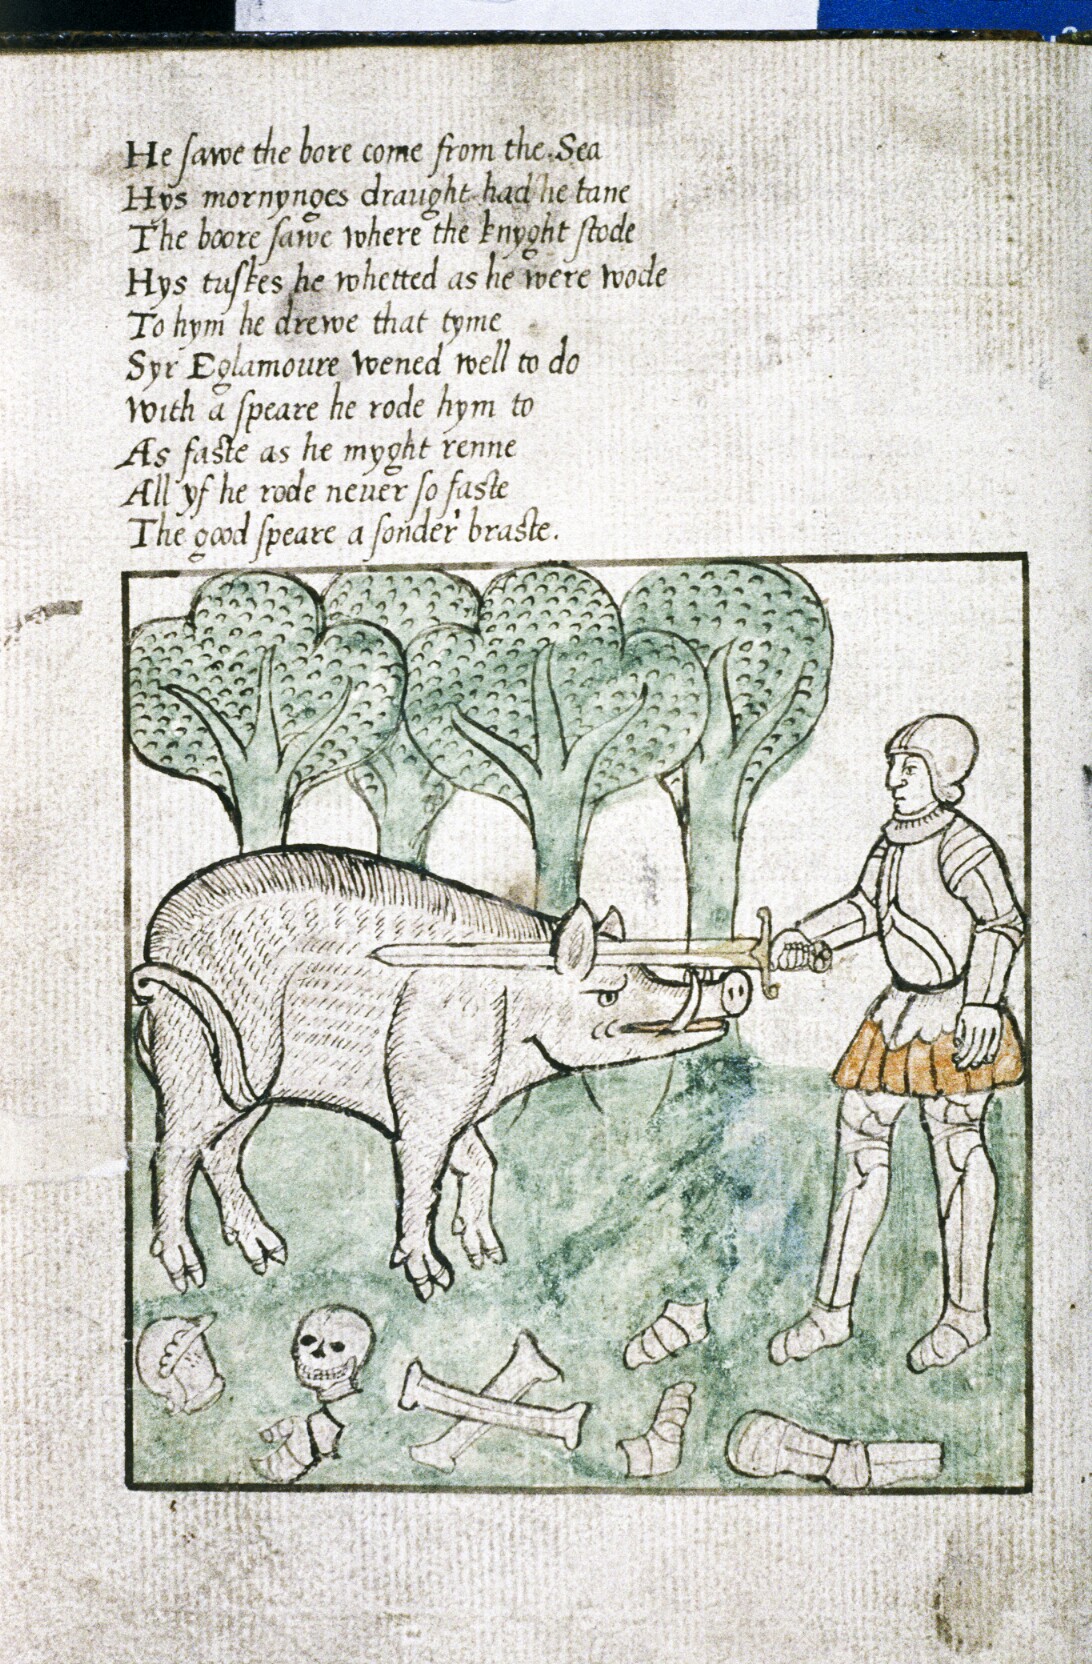 He ſawe the bore come from the Sea
Hys mornynges draught had he tane
The boore ſawe where the knyght ſtode
Hys tuſkes he whetted as he were wode
To hym he drewe that tyme
Syr Eglamoure wened well to do
With a ſpeare he rode hym to
As faſte as he myght renne
All yf he rode neuer ſo faſte
The good ſpeare a ſonder braſte.